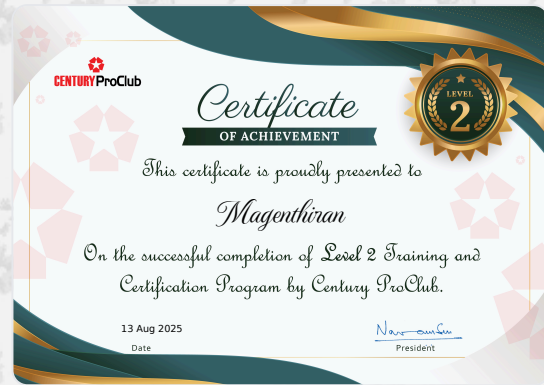 CENTURY ProClub
LEVEL
2
Certificate
OF ACHIEVEMENT
This certificate is proudly presented to
Magenthiran
On the successful completion of Level 2 Training and
Certification Program by Century ProClub.
13 Aug 2025
Date
President